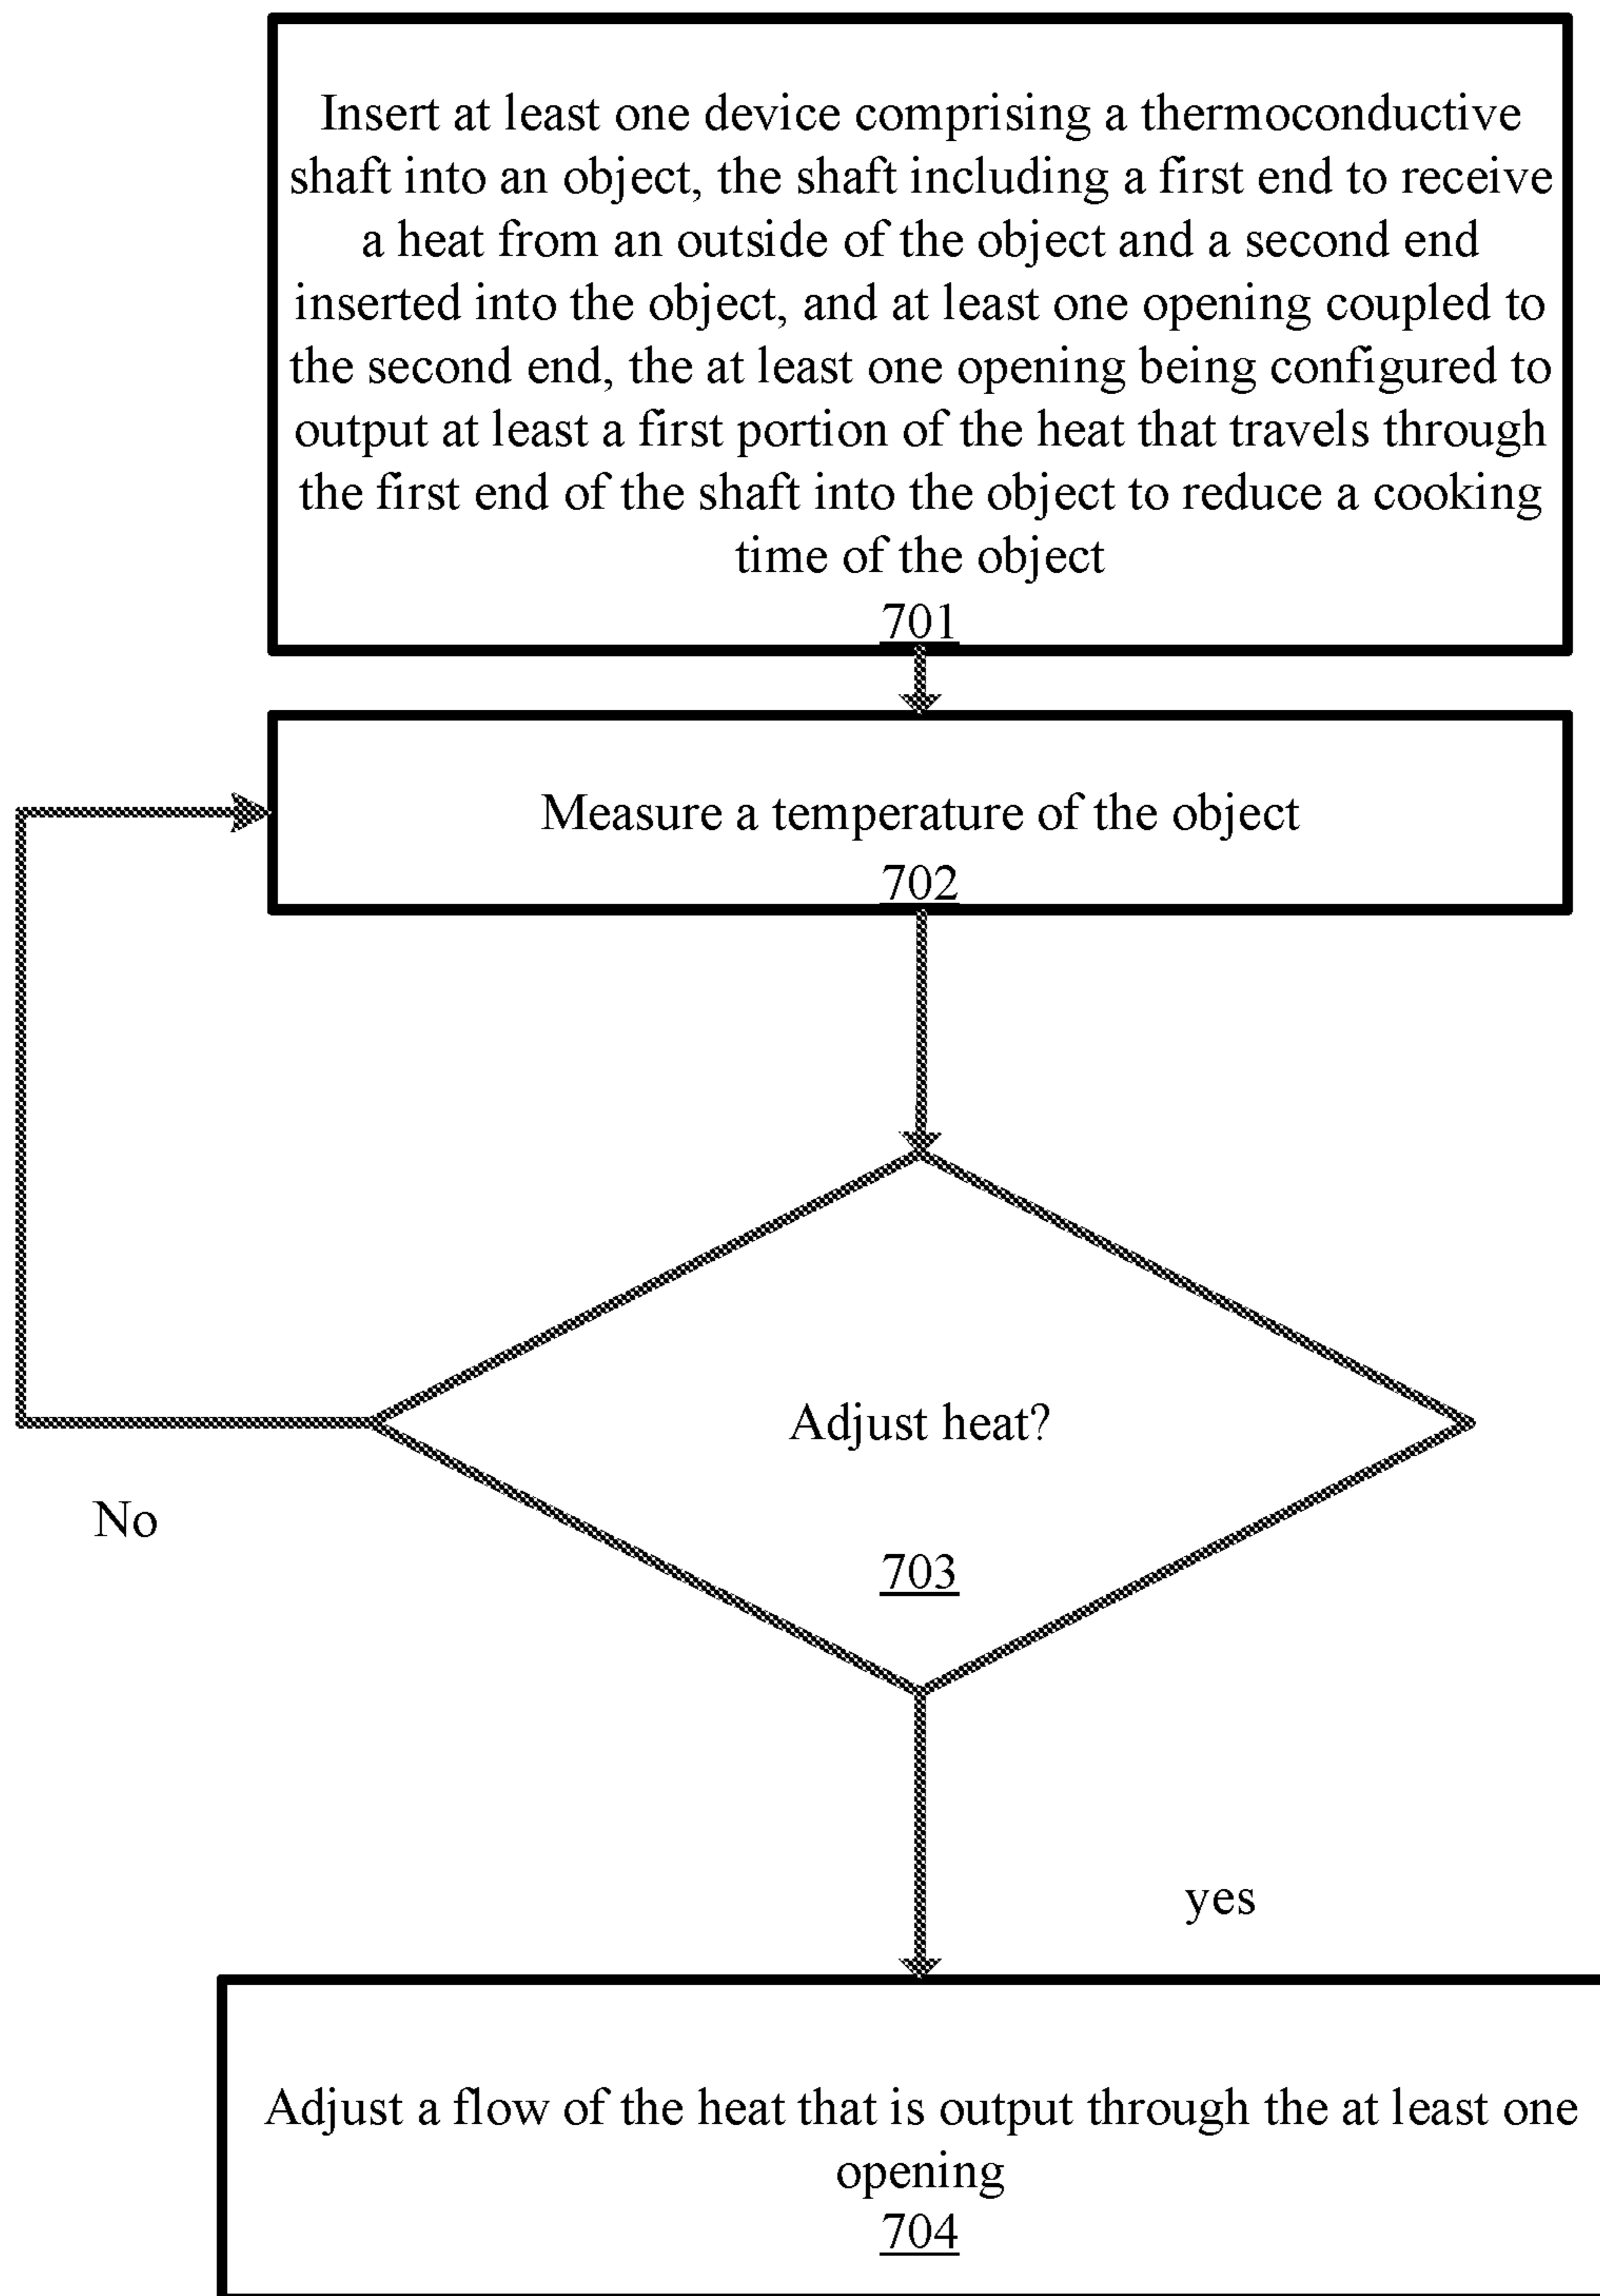 Insert at least one device comprising a thermoconductive
shaft into an object, the shaft including a first end to receive
a heat from an outside of the object and a second end
inserted into the object, and at least one opening coupled to
the second end, the at least one opening being configured to
output at least a first portion of the heat that travels through
the first end of the shaft into the object to reduce a cooking
time of the object
701
Measure a temperature of the object
702
Adjust heat?
No
703
yes
Adjust a flow of the heat that is output through the at least one
opening
704